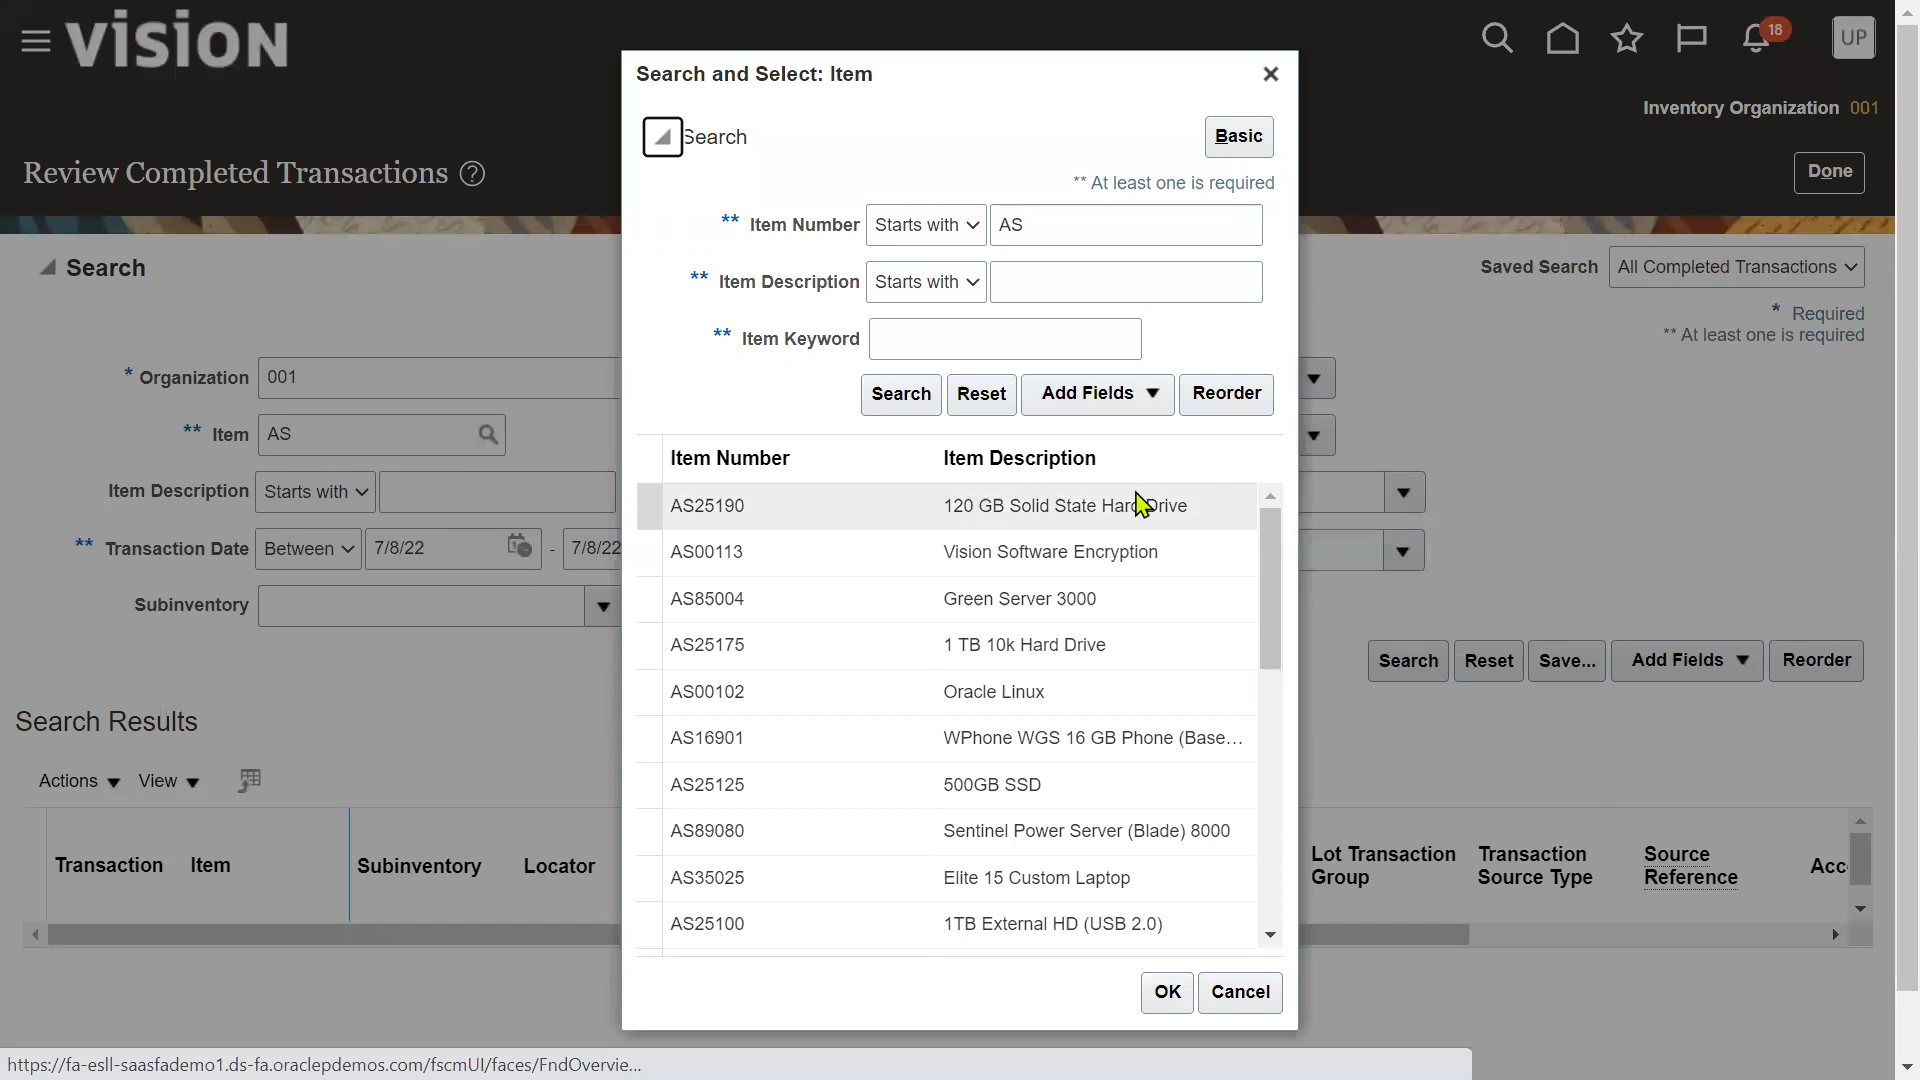 vision
18
UP
Inventory Organization 001
Review Completed Transactions ?
Done
Search
Saved Search All Completed Transactions
* Required
** At least one is required
* Organization 001
** Item AS
Item Description Starts with
** Transaction Date Between 7/8/22 - 7/8/22
Subinventory
Search Reset Save... Add Fields Reorder
Search Results
Actions View
Transaction Item Subinventory Locator
Lot Transaction Group
Transaction Source Type
Source Reference
Acc
Search and Select: Item
Search
Basic
** At least one is required
** Item Number Starts with AS
** Item Description Starts with
** Item Keyword
Search Reset Add Fields Reorder
Item Number Item Description
AS25190 120 GB Solid State Hard Drive
AS00113 Vision Software Encryption
AS85004 Green Server 3000
AS25175 1 TB 10k Hard Drive
AS00102 Oracle Linux
AS16901 WPhone WGS 16 GB Phone (Base...
AS25125 500GB SSD
AS89080 Sentinel Power Server (Blade) 8000
AS35025 Elite 15 Custom Laptop
AS25100 1TB External HD (USB 2.0)
OK Cancel
https://fa-esll-saasfademo1.ds-fa.oraclepdemos.com/fscmUI/faces/FndOvervie...